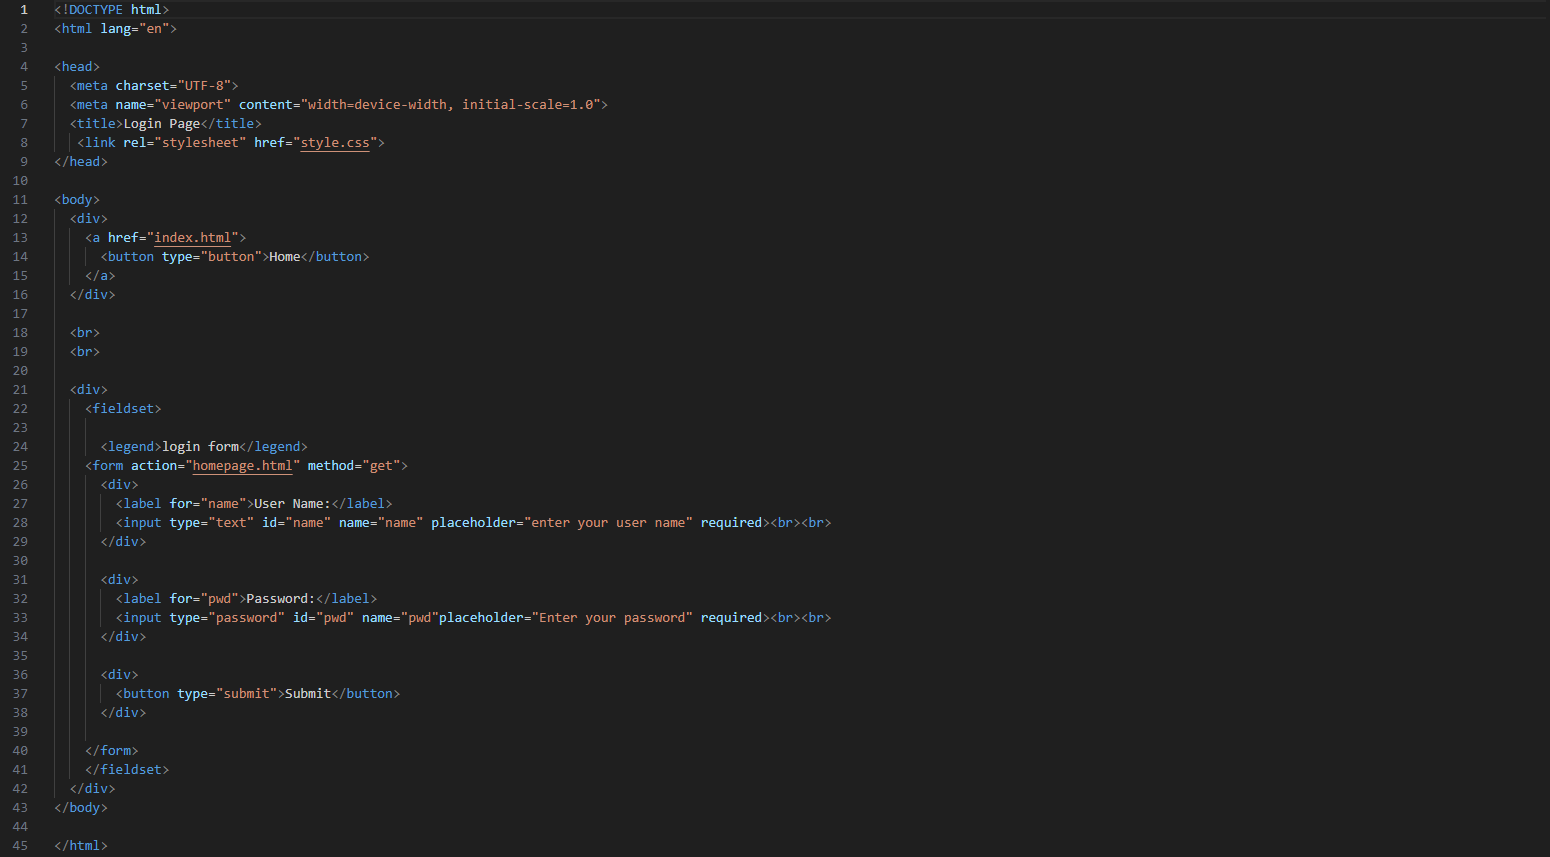 1 <!DOCTYPE html>
2 <html lang="en">
3
4 <head>
5   <meta charset="UTF-8">
6   <meta name="viewport" content="width=device-width, initial-scale=1.0">
7   <title>Login Page</title>
8    <link rel="stylesheet" href="style.css">
9 </head>
10
11 <body>
12   <div>
13     <a href="index.html">
14       <button type="button">Home</button>
15     </a>
16   </div>
17
18   <br>
19   <br>
20
21   <div>
22     <fieldset>
23
24       <legend>login form</legend>
25     <form action="homepage.html" method="get">
26       <div>
27         <label for="name">User Name:</label>
28         <input type="text" id="name" name="name" placeholder="enter your user name" required><br><br>
29       </div>
30
31       <div>
32         <label for="pwd">Password:</label>
33         <input type="password" id="pwd" name="pwd"placeholder="Enter your password" required><br><br>
34       </div>
35
36       <div>
37         <button type="submit">Submit</button>
38       </div>
39
40     </form>
41     </fieldset>
42   </div>
43 </body>
44
45 </html>